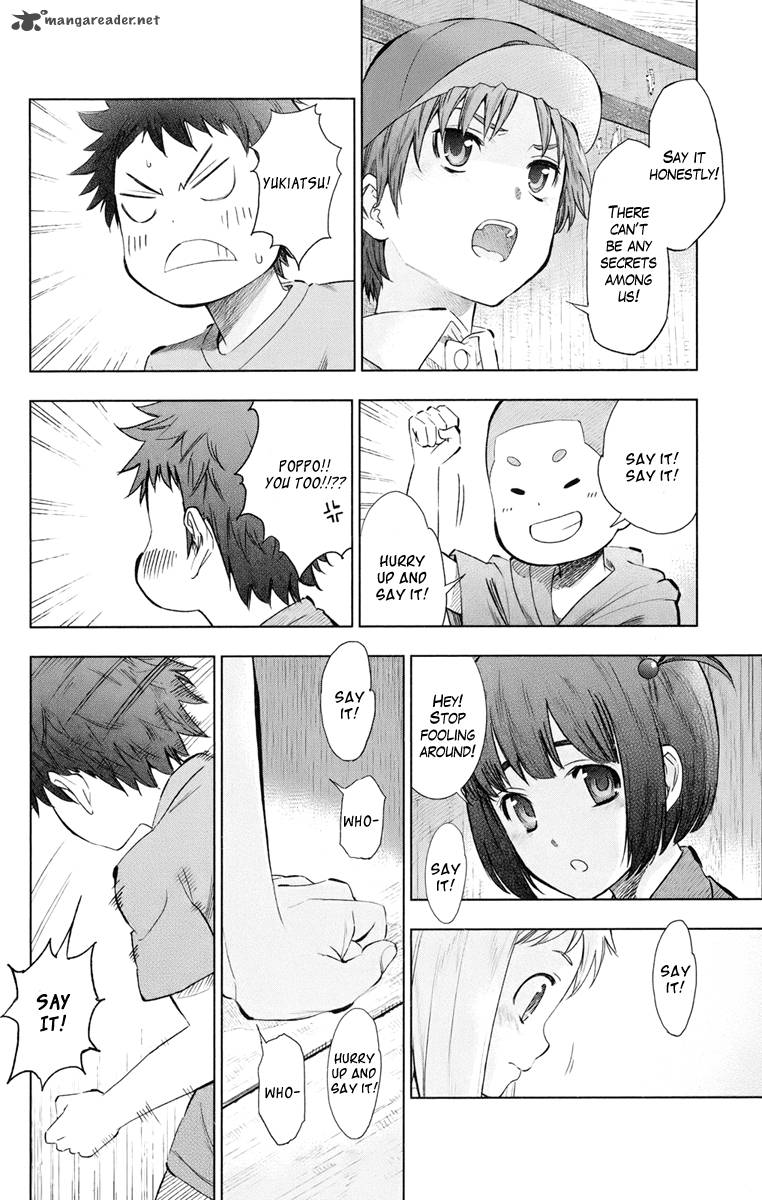 mangareader.net
SAY IT
HONESTLY!
THERE
CAN'T
BE ANY
SECRETS
AMONG
US!
YUKIATSU!
SAY IT!
SAY IT!
HURRY
UP AND
SAY IT!
POPPO!!
YOU TOO!!??
HEY!
STOP
FOOLING
AROUND!
SAY
IT!
SAY
IT!
SAY
IT!
WHO-
HURRY
UP AND
SAY IT!
WHO-
SAY
IT!